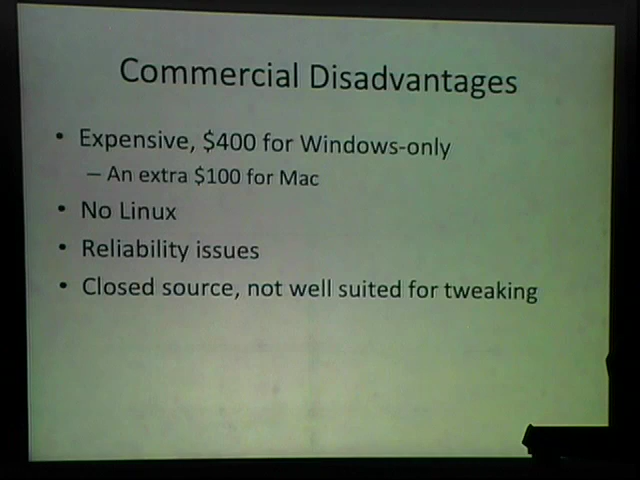 Commercial Disadvantages
• Expensive, $400 for Windows-only
– An extra $100 for Mac
• No Linux
• Reliability issues
• Closed source, not well suited for tweaking